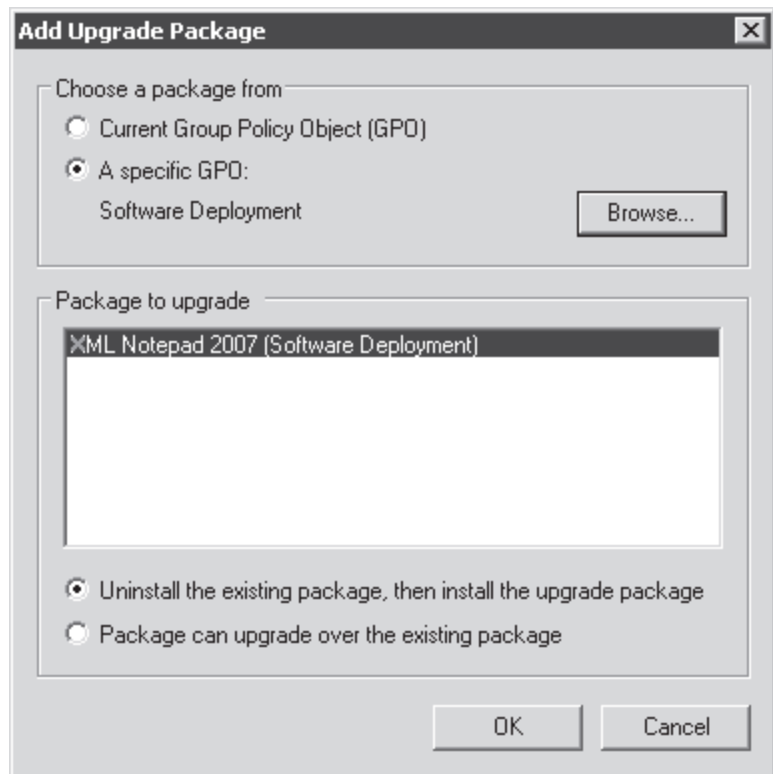 Add Upgrade Package
Choose a package from
Current Group Policy Object (GPO)
A specific GPO:
Software Deployment
Browse...
Package to upgrade
XML Notepad 2007 (Software Deployment)
Uninstall the existing package, then install the upgrade package
Package can upgrade over the existing package
OK
Cancel